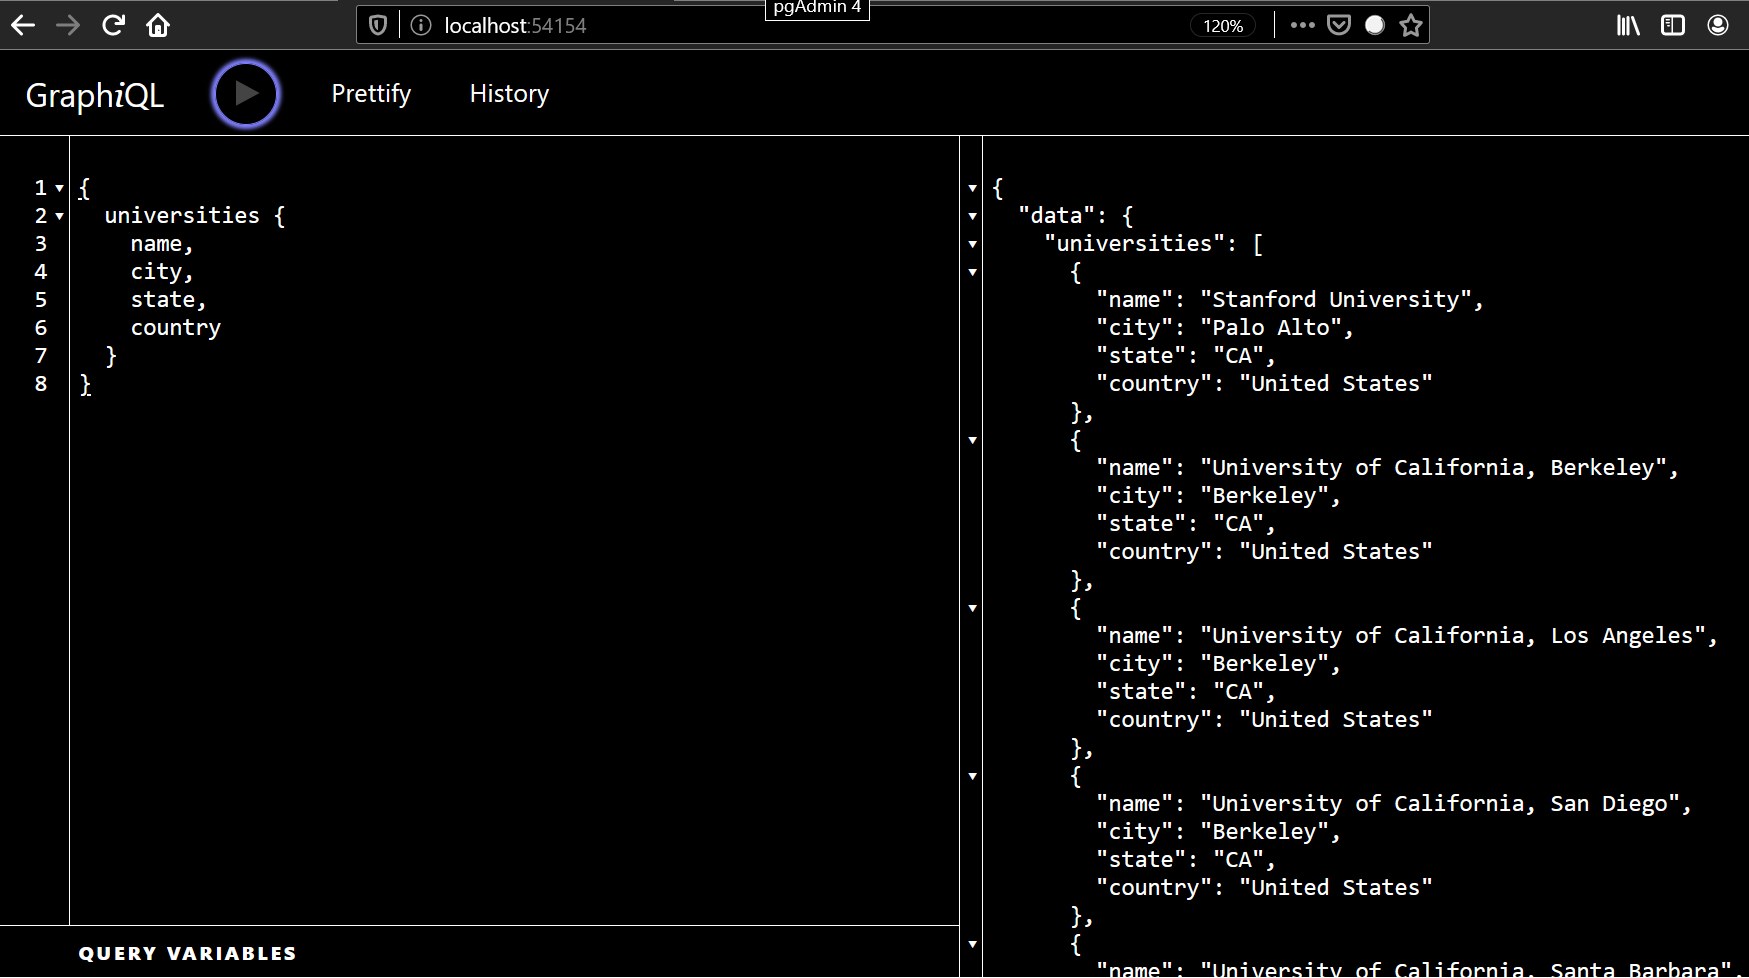 pgAdmin 4
localhost:54154
120%
GraphiQL
Prettify
History
1
{
2
universities {
3
name,
4
city,
5
state,
6
country
7
}
8
}
QUERY VARIABLES
{
"data": {
"universities": [
{
"name": "Stanford University",
"city": "Palo Alto",
"state": "CA",
"country": "United States"
},
{
"name": "University of California, Berkeley",
"city": "Berkeley",
"state": "CA",
"country": "United States"
},
{
"name": "University of California, Los Angeles",
"city": "Berkeley",
"state": "CA",
"country": "United States"
},
{
"name": "University of California, San Diego",
"city": "Berkeley",
"state": "CA",
"country": "United States"
},
{
"name": "University of California, Santa Barbara",